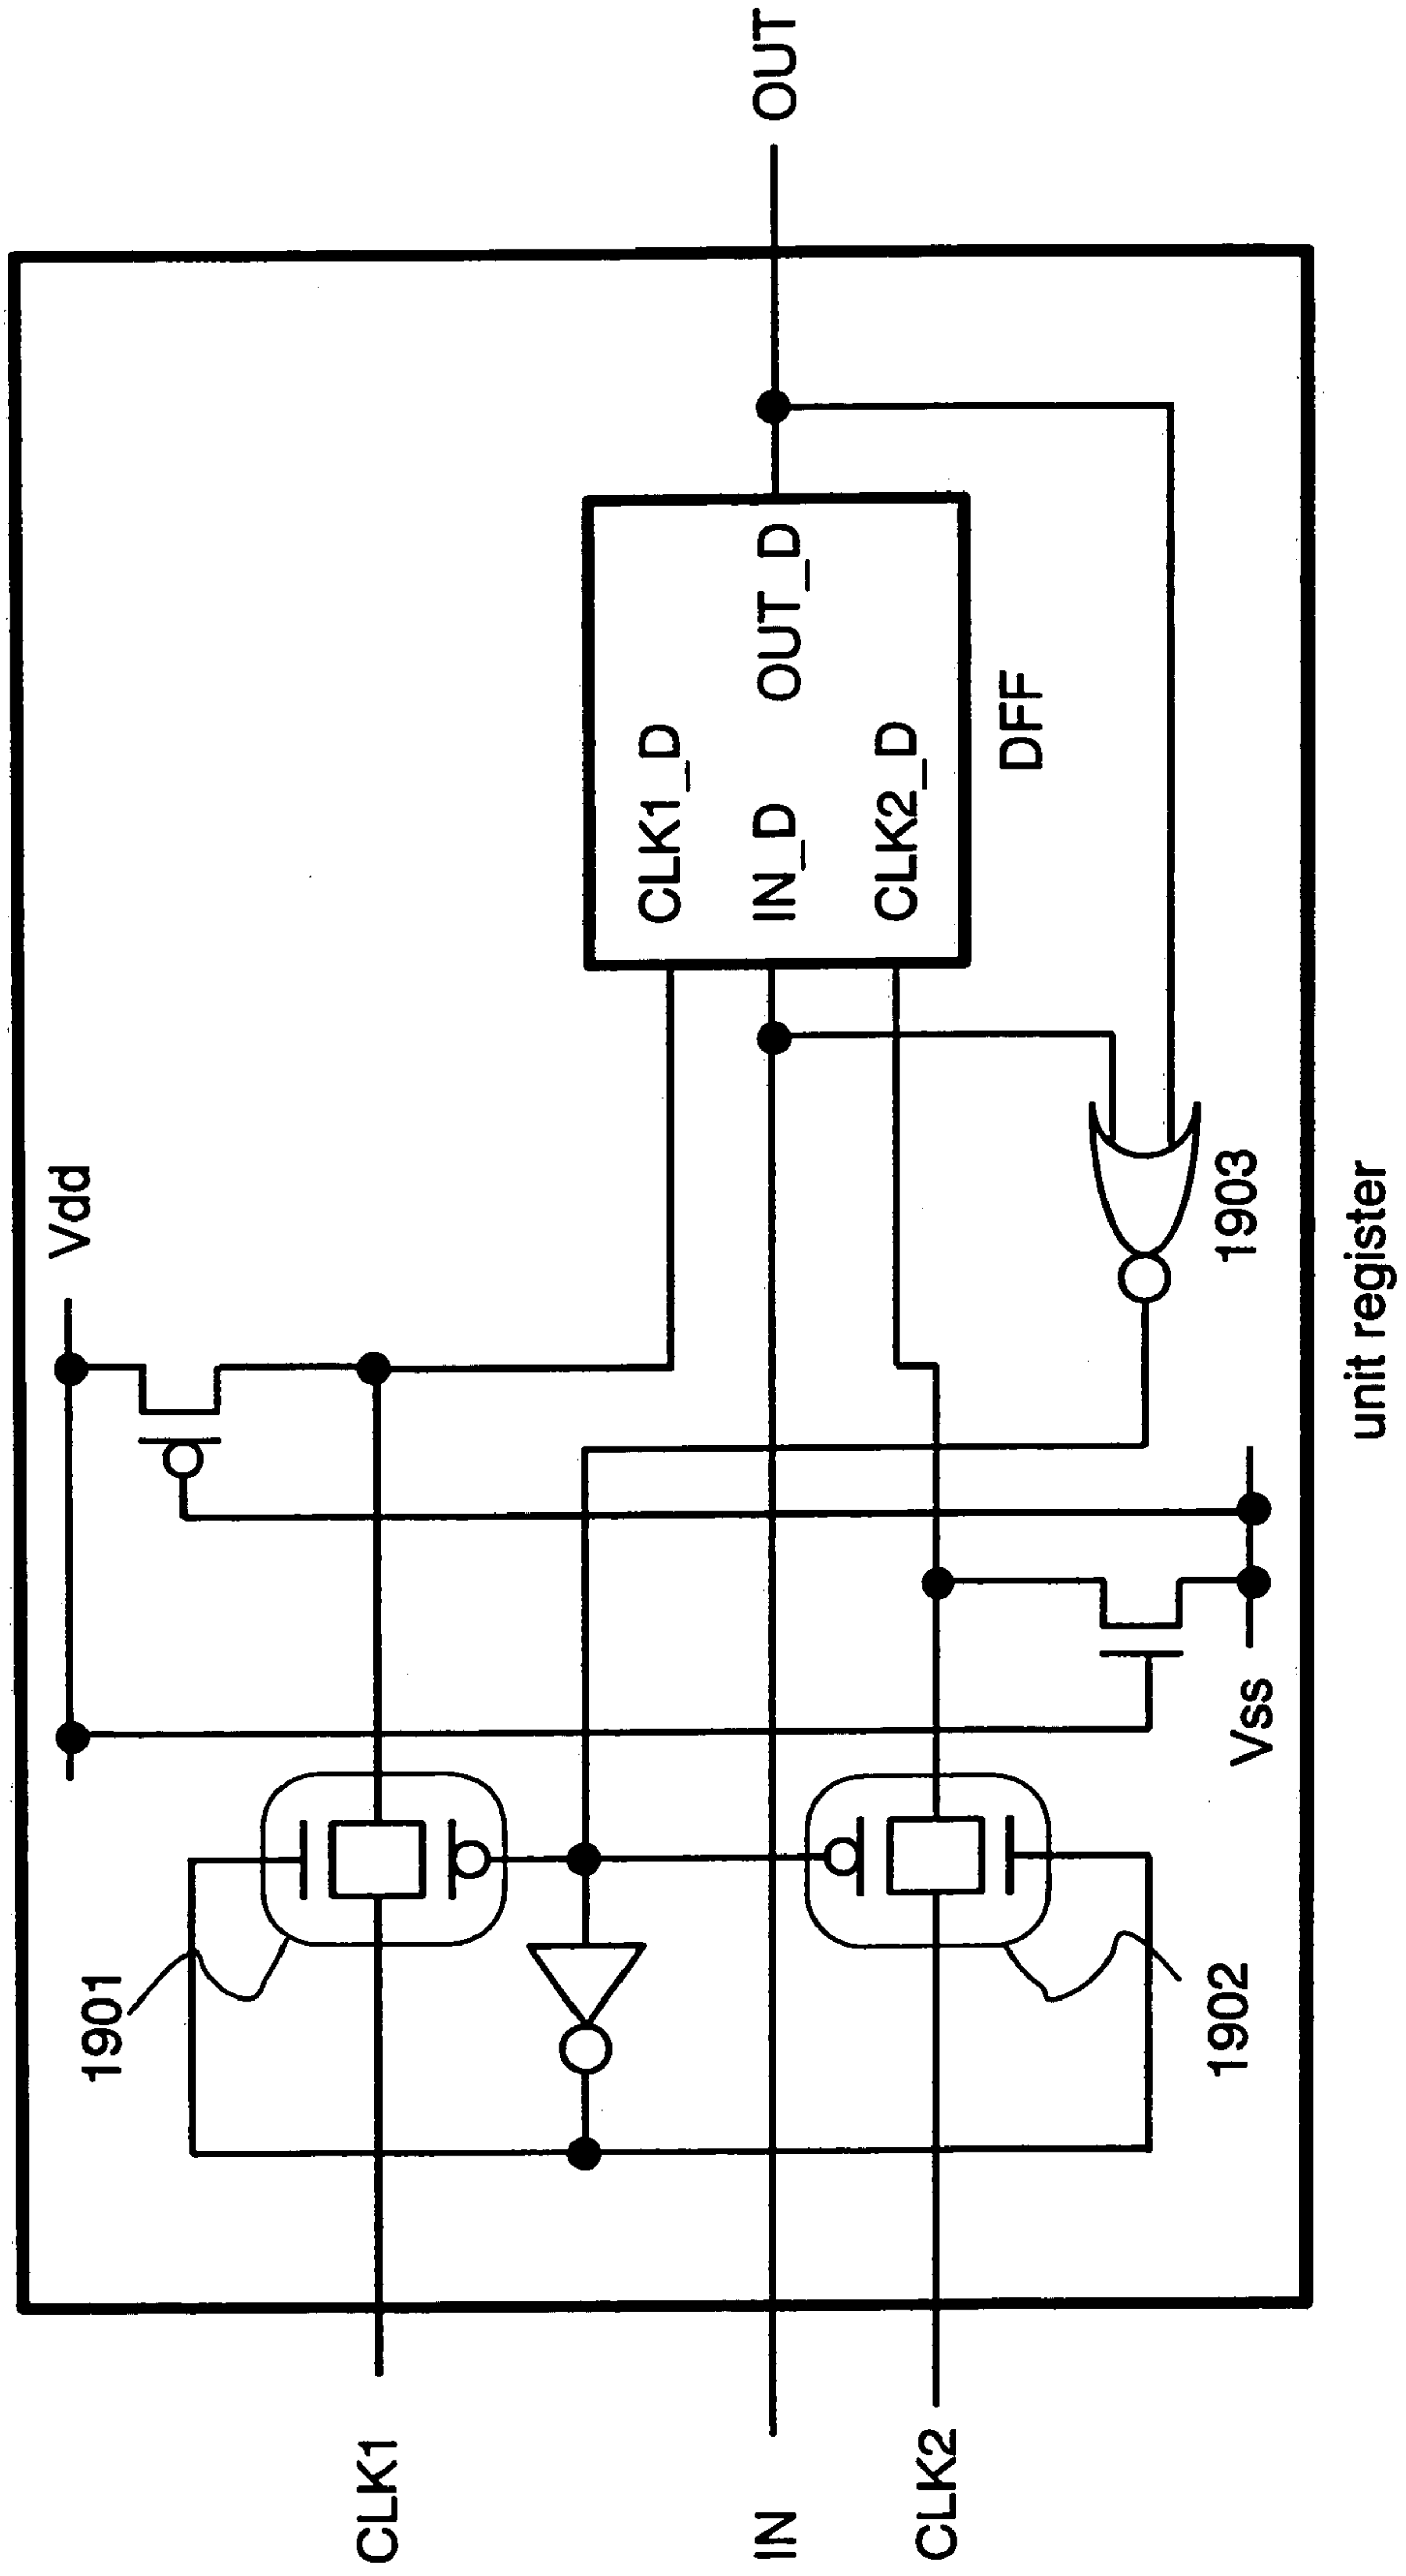 Vdd
1901
CLK1
CLK1_D
IN
IN_D
OUT_D
OUT
CLK2
CLK2_D
DFF
1902
Vss
1903
unit register